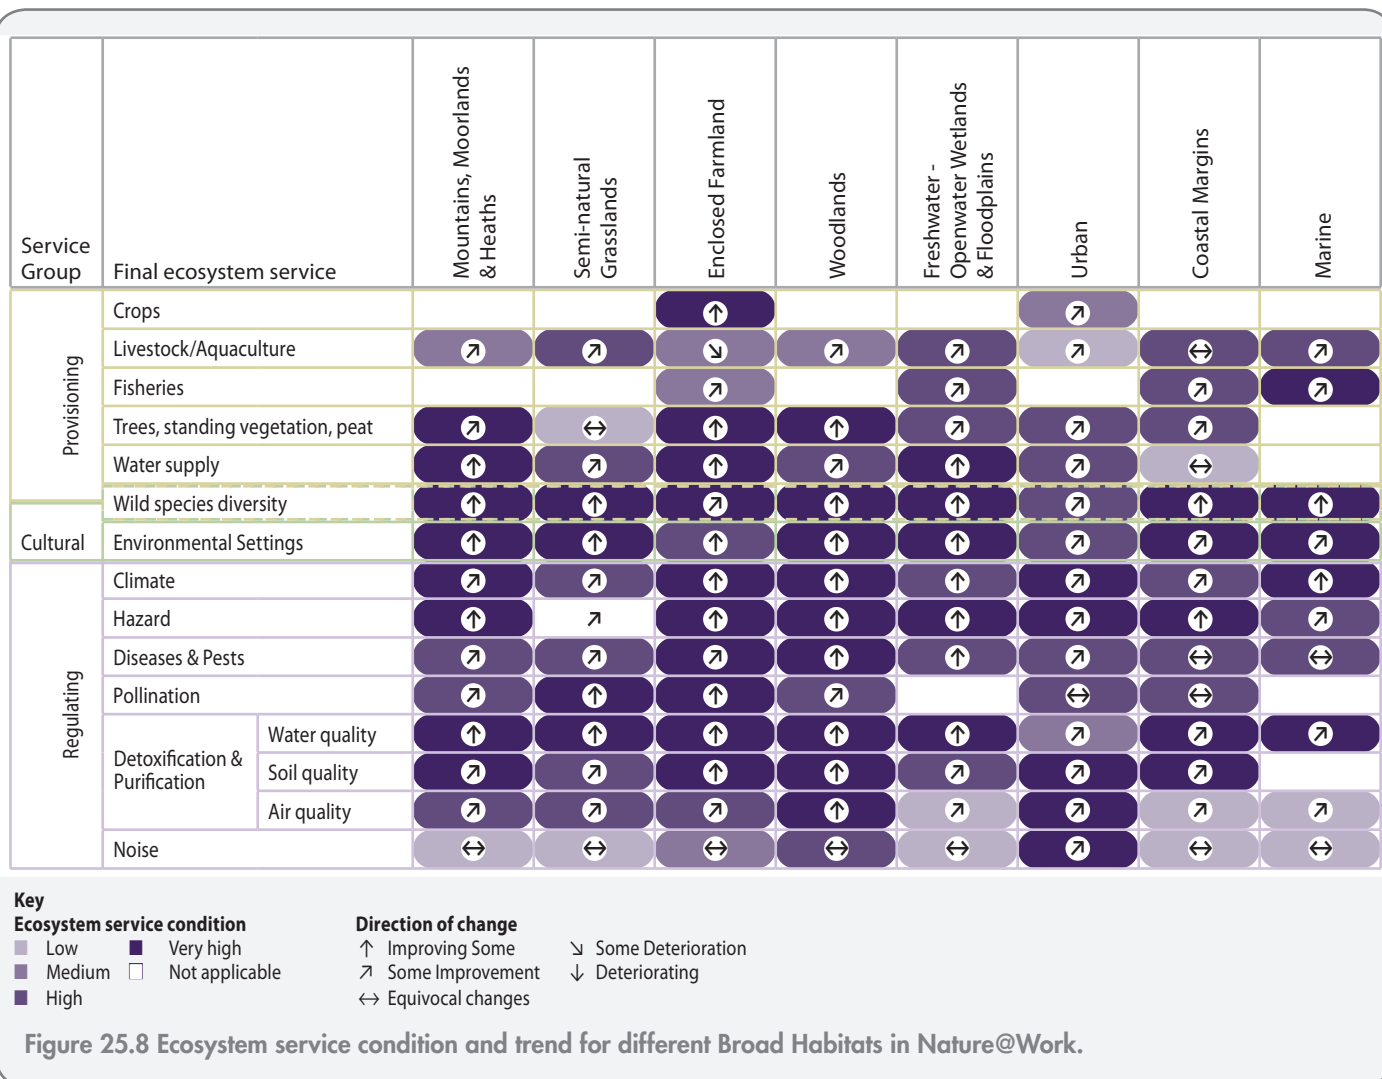 Service
Group
Final ecosystem service
Mountains, Moorlands
& Heaths
Semi-natural
Grasslands
Enclosed Farmland
Woodlands
Freshwater -
Openwater Wetlands
& Floodplains
Urban
Coastal Margins
Marine
Provisioning
Crops
Livestock/Aquaculture
Fisheries
Trees, standing vegetation, peat
Water supply
Wild species diversity
Cultural
Environmental Settings
Regulating
Climate
Hazard
Diseases & Pests
Pollination
Detoxification &
Purification
Water quality
Soil quality
Air quality
Noise
Key
Ecosystem service condition
Low
Very high
Medium
Not applicable
High
Direction of change
↑ Improving Some
↘ Some Deterioration
↗ Some Improvement
↓ Deteriorating
↔ Equivocal changes
Figure 25.8 Ecosystem service condition and trend for different Broad Habitats in Nature@Work.